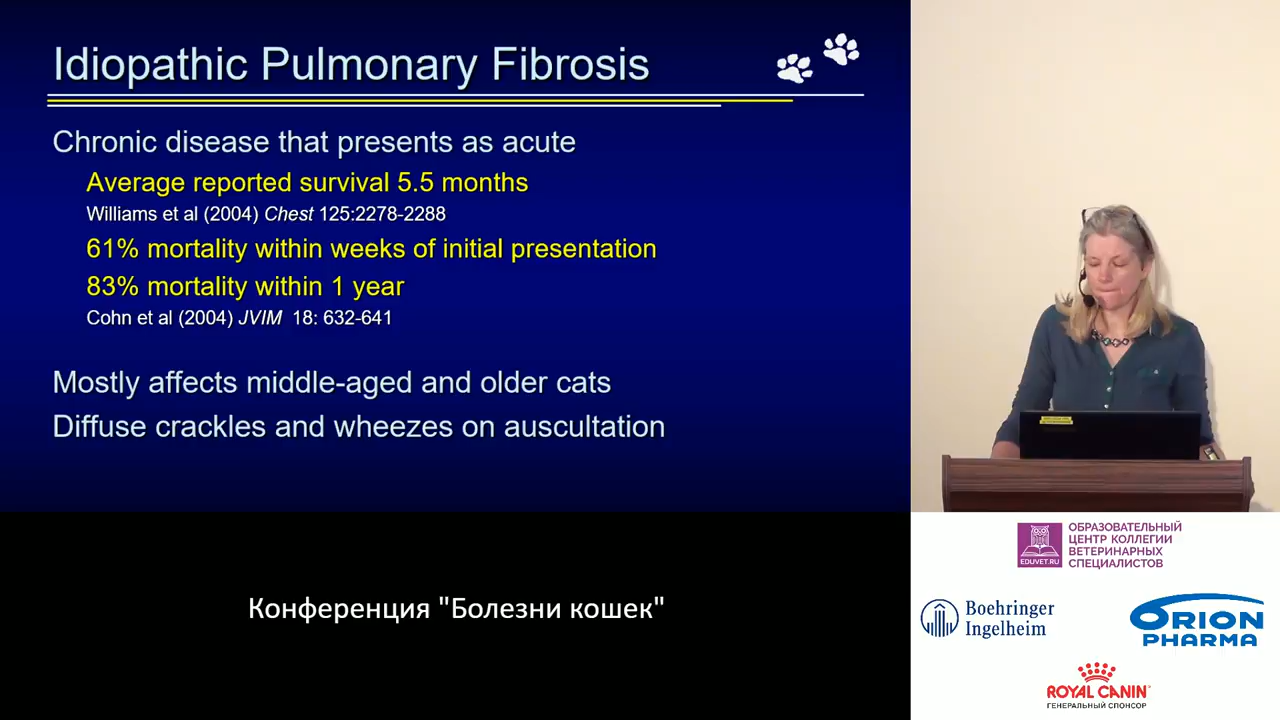 Idiopathic Pulmonary Fibrosis
Chronic disease that presents as acute
Average reported survival 5.5 months
Williams et al (2004) Chest 125:2278-2288
61% mortality within weeks of initial presentation
83% mortality within 1 year
Cohn et al (2004) JVIM 18: 632-641
Mostly affects middle-aged and older cats
Diffuse crackles and wheezes on auscultation
Конференция "Болезни кошек"
EDUVET.RU
ОБРАЗОВАТЕЛЬНЫЙ
ЦЕНТР КОЛЛЕГИИ
ВЕТЕРИНАРНЫХ
СПЕЦИАЛИСТОВ
Boehringer
Ingelheim
ORION
PHARMA
ROYAL CANIN
ГЕНЕРАЛЬНЫЙ СПОНСОР